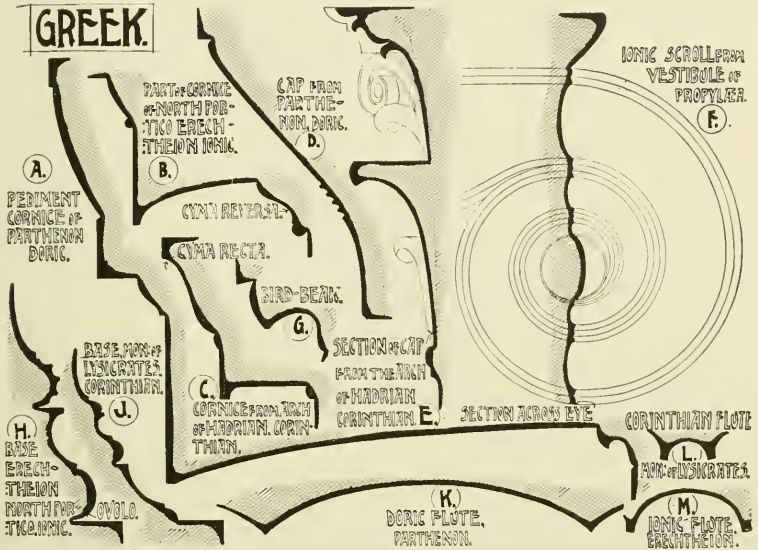 GREEK.
A.
PEDIMENT
CORNICE OF
PARTHENON
DORIC.
PART OF CORNICE
OF NORTH POR-
TICO ERECH-
THEION IONIC.
B.
CYMA REVERSA.
CYMA RECTA.
CAP FROM
PARTHE-
NON, DORIC.
D.
IONIC SCROLL FROM
VESTIBULE OF
PROPYLÆA.
F.
BIRD-BEAK.
G.
BASE, MON. OF
LYSICRATES.
CORINTHIAN.
J.
C.
CORNICE FROM ARCH
OF HADRIAN. CORIN-
THIAN.
SECTION OF CAP
FROM THE ARCH
OF HADRIAN
CORINTHIAN. E.
SECTION ACROSS EYE
H.
BASE
ERECH-
THEION
NORTH POR-
TICO. IONIC.
OVOLO.
K.
DORIC FLUTE,
PARTHENON.
CORINTHIAN FLUTE
L.
MON. OF LYSICRATES.
M.
IONIC FLUTE.
ERECHTHEION.